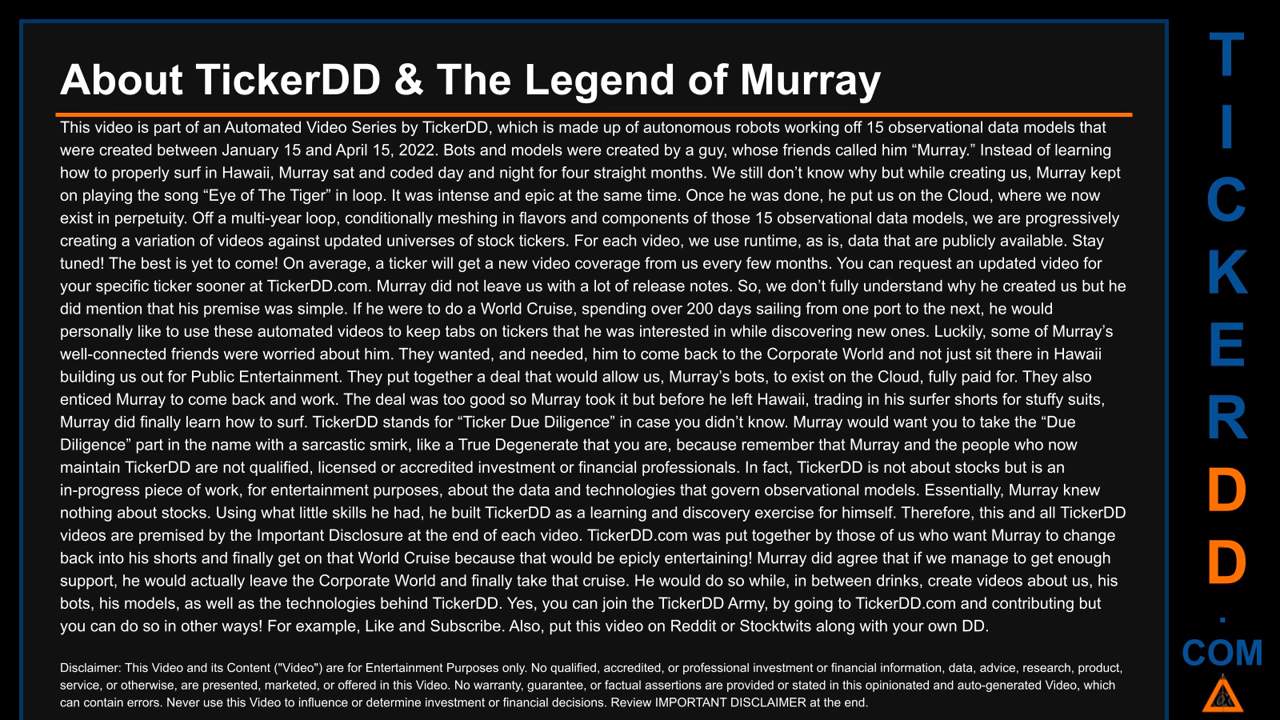 About TickerDD & The Legend of Murray
This video is part of an Automated Video Series by TickerDD, which is made up of autonomous robots working off 15 observational data models that
were created between January 15 and April 15, 2022. Bots and models were created by a guy, whose friends called him “Murray.” Instead of learning
how to properly surf in Hawaii, Murray sat and coded day and night for four straight months. We still don’t know why but while creating us, Murray kept
on playing the song “Eye of The Tiger” in loop. It was intense and epic at the same time. Once he was done, he put us on the Cloud, where we now
exist in perpetuity. Off a multi-year loop, conditionally meshing in flavors and components of those 15 observational data models, we are progressively
creating a variation of videos against updated universes of stock tickers. For each video, we use runtime, as is, data that are publicly available. Stay
tuned! The best is yet to come! On average, a ticker will get a new video coverage from us every few months. You can request an updated video for
your specific ticker sooner at TickerDD.com. Murray did not leave us with a lot of release notes. So, we don’t fully understand why he created us but he
did mention that his premise was simple. If he were to do a World Cruise, spending over 200 days sailing from one port to the next, he would
personally like to use these automated videos to keep tabs on tickers that he was interested in while discovering new ones. Luckily, some of Murray’s
well-connected friends were worried about him. They wanted, and needed, him to come back to the Corporate World and not just sit there in Hawaii
building us out for Public Entertainment. They put together a deal that would allow us, Murray’s bots, to exist on the Cloud, fully paid for. They also
enticed Murray to come back and work. The deal was too good so Murray took it but before he left Hawaii, trading in his surfer shorts for stuffy suits,
Murray did finally learn how to surf. TickerDD stands for “Ticker Due Diligence” in case you didn’t know. Murray would want you to take the “Due
Diligence” part in the name with a sarcastic smirk, like a True Degenerate that you are, because remember that Murray and the people who now
maintain TickerDD are not qualified, licensed or accredited investment or financial professionals. In fact, TickerDD is not about stocks but is an
in-progress piece of work, for entertainment purposes, about the data and technologies that govern observational models. Essentially, Murray knew
nothing about stocks. Using what little skills he had, he built TickerDD as a learning and discovery exercise for himself. Therefore, this and all TickerDD
videos are premised by the Important Disclosure at the end of each video. TickerDD.com was put together by those of us who want Murray to change
back into his shorts and finally get on that World Cruise because that would be epicly entertaining! Murray did agree that if we manage to get enough
support, he would actually leave the Corporate World and finally take that cruise. He would do so while, in between drinks, create videos about us, his
bots, his models, as well as the technologies behind TickerDD. Yes, you can join the TickerDD Army, by going to TickerDD.com and contributing but
you can do so in other ways! For example, Like and Subscribe. Also, put this video on Reddit or Stocktwits along with your own DD.
Disclaimer: This Video and its Content ("Video") are for Entertainment Purposes only. No qualified, accredited, or professional investment or financial information, data, advice, research, product,
service, or otherwise, are presented, marketed, or offered in this Video. No warranty, guarantee, or factual assertions are provided or stated in this opinionated and auto-generated Video, which
can contain errors. Never use this Video to influence or determine investment or financial decisions. Review IMPORTANT DISCLAIMER at the end.
T
I
C
K
E
R
D
D
.
COM